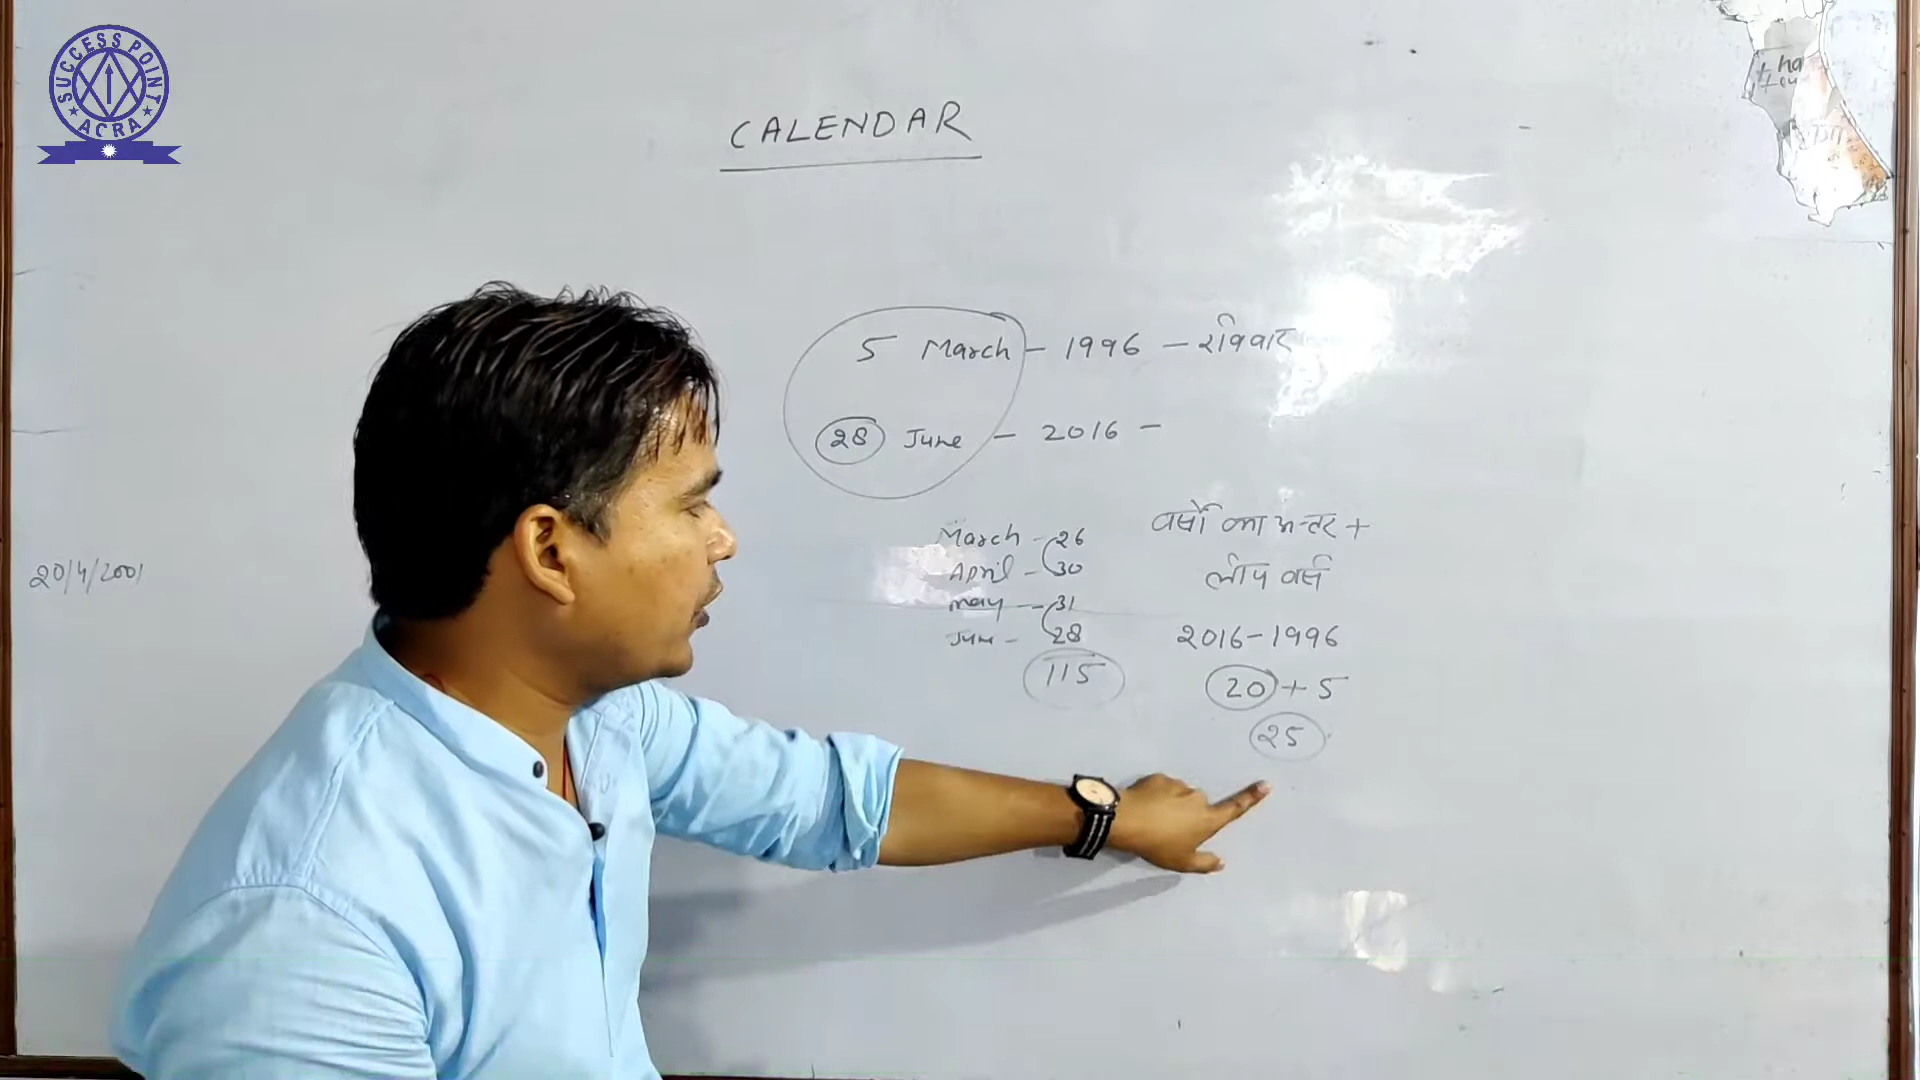 SUCCESS POINT
ACRA
CALENDAR
5 March - 1996 - रविवार
28 June - 2016 -
March - 26
April - 30
may - 31
June - 28
115
वर्षो का अन्तर +
लीप वर्ष
2016-1996
20 + 5
25
20/4/2001